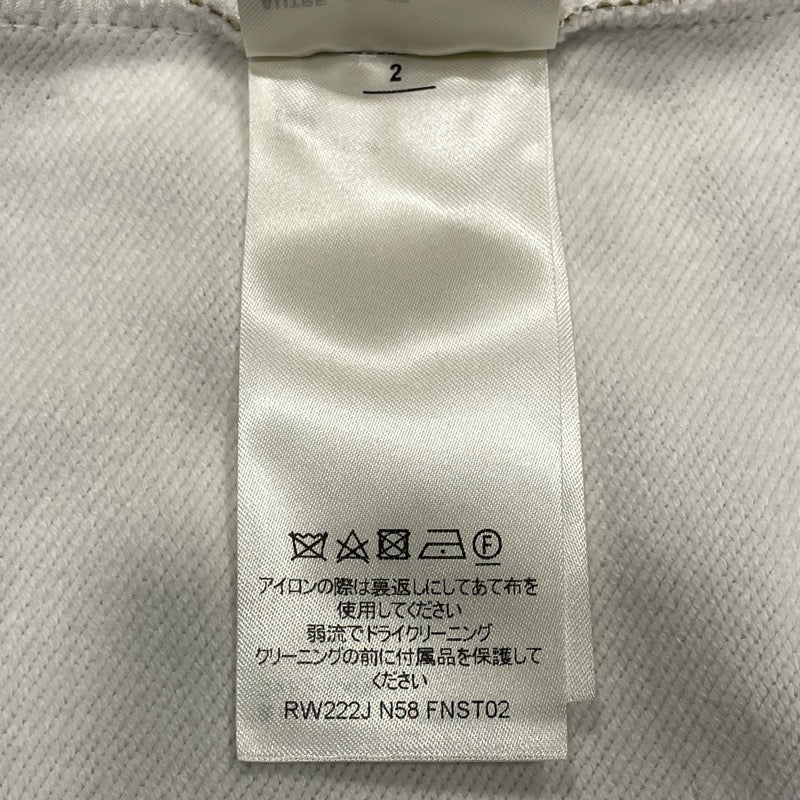 2
F
アイロンの際は裏返しにしてあて布を
使用してください
弱流でドライクリーニング
クリーニングの前に付属品を保護して
ください
RW222J N58 FNST02